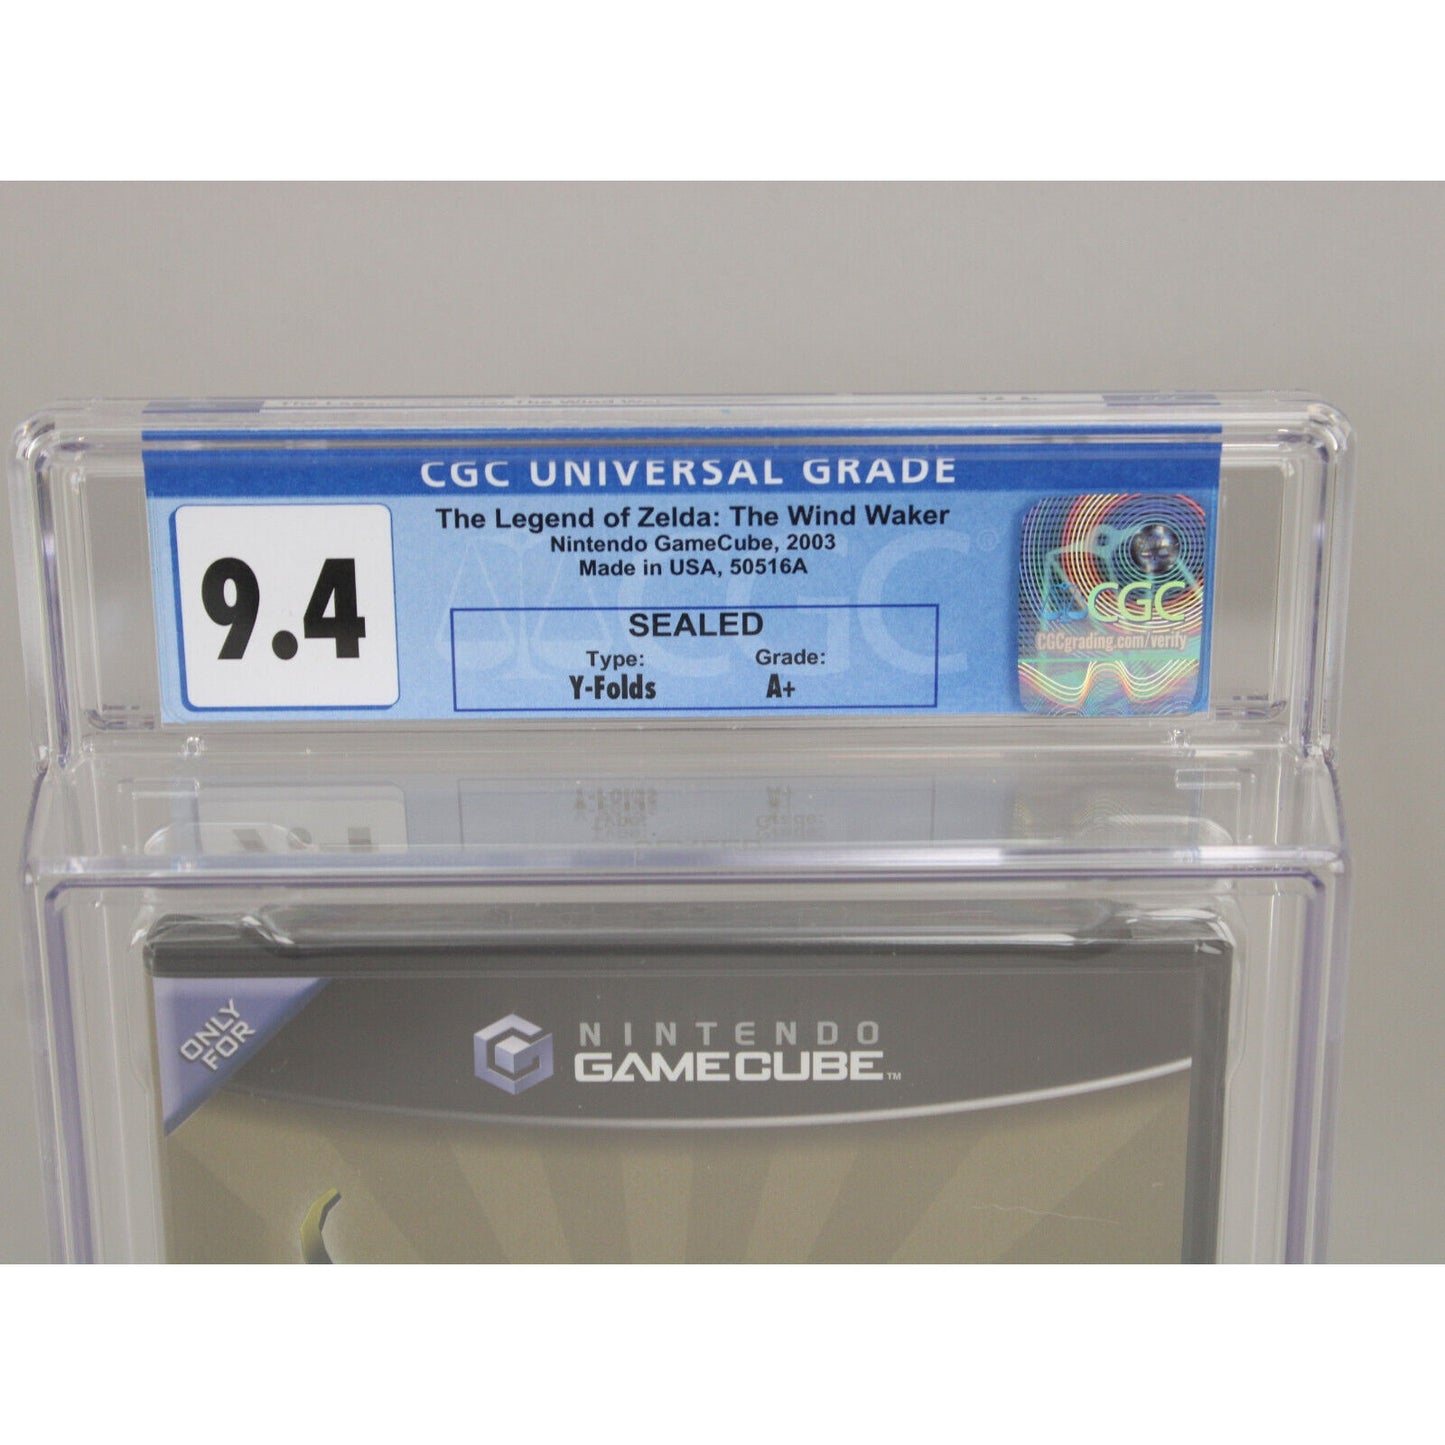 CGC UNIVERSAL GRADE
9.4
The Legend of Zelda: The Wind Waker
Nintendo GameCube, 2003
Made in USA, 50516A
SEALED
Type: Grade:
Y-Folds A+
CGC
CGCgrading.com/verify
ONLY
FOR
NINTENDO
GAMECUBE™